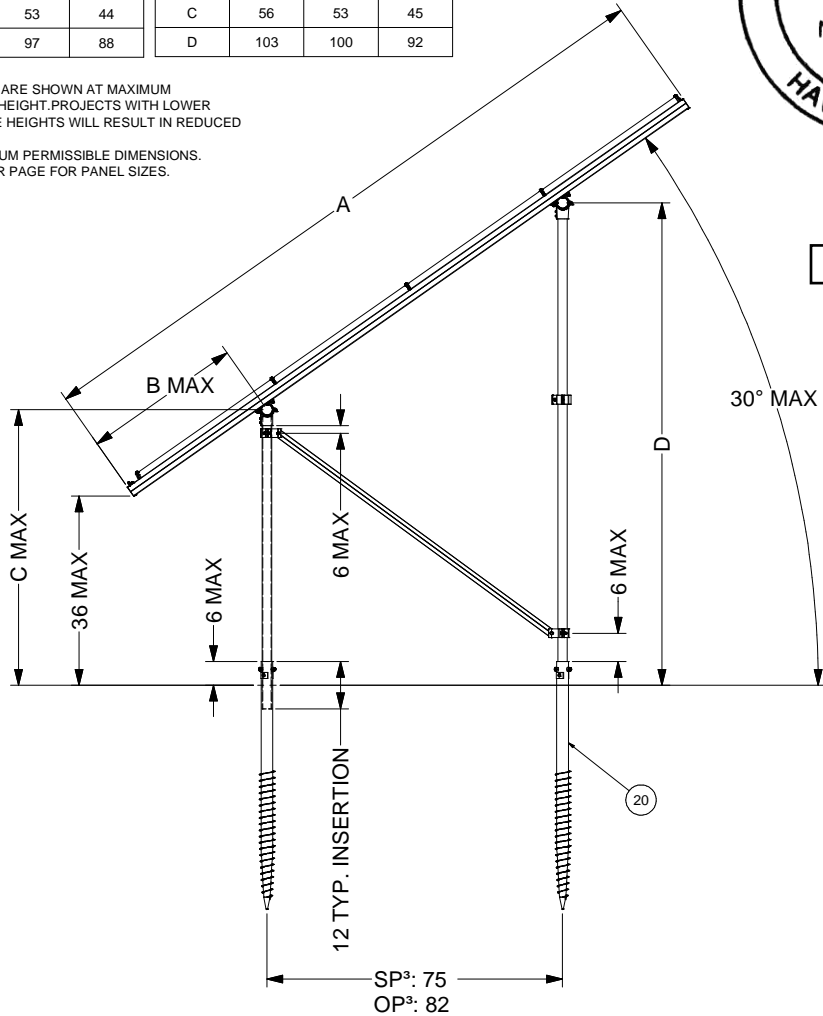 53 44
97 88
C 56 53 45
D 103 100 92
ARE SHOWN AT MAXIMUM
HEIGHT.PROJECTS WITH LOWER
HEIGHTS WILL RESULT IN REDUCED
UM PERMISSIBLE DIMENSIONS.
PAGE FOR PANEL SIZES.
A
B MAX
30° MAX
D
C MAX
36 MAX
6 MAX
6 MAX
6 MAX
12 TYP. INSERTION
20
SP³: 75
OP³: 82